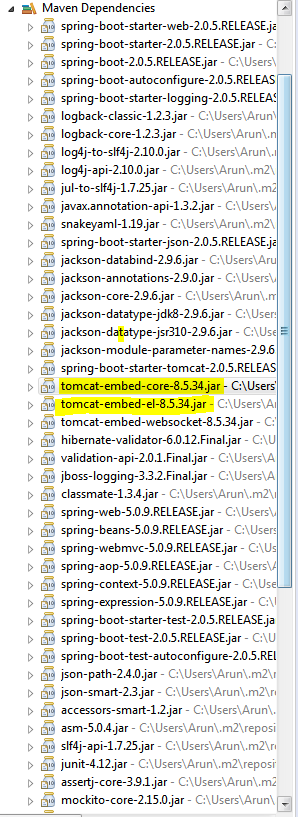 Maven Dependencies
spring-boot-starter-web-2.0.5.RELEASE.jar
spring-boot-starter-2.0.5.RELEASE.jar - C:
spring-boot-2.0.5.RELEASE.jar - C:\Users\A
spring-boot-autoconfigure-2.0.5.RELEASE
spring-boot-starter-logging-2.0.5.RELEAS
logback-classic-1.2.3.jar - C:\Users\Arun\.
logback-core-1.2.3.jar - C:\Users\Arun\.m2
log4j-to-slf4j-2.10.0.jar - C:\Users\Arun\.
log4j-api-2.10.0.jar - C:\Users\Arun\.m2\
jul-to-slf4j-1.7.25.jar - C:\Users\Arun\.m2
javax.annotation-api-1.3.2.jar - C:\Users\
snakeyaml-1.19.jar - C:\Users\Arun\.m2\r
spring-boot-starter-json-2.0.5.RELEASE.ja
jackson-databind-2.9.6.jar - C:\Users\Aru
jackson-annotations-2.9.0.jar - C:\Users\
jackson-core-2.9.6.jar - C:\Users\Arun\.m
jackson-datatype-jdk8-2.9.6.jar - C:\Users
jackson-datatype-jsr310-2.9.6.jar - C:\Use
jackson-module-parameter-names-2.9.6
spring-boot-starter-tomcat-2.0.5.RELEAS
tomcat-embed-core-8.5.34.jar - C:\Users
tomcat-embed-el-8.5.34.jar - C:\Users\Ar
tomcat-embed-websocket-8.5.34.jar - C:\
hibernate-validator-6.0.12.Final.jar - C:\U
validation-api-2.0.1.Final.jar - C:\Users\A
jboss-logging-3.3.2.Final.jar - C:\Users\A
classmate-1.3.4.jar - C:\Users\Arun\.m2\r
spring-web-5.0.9.RELEASE.jar - C:\Users\
spring-beans-5.0.9.RELEASE.jar - C:\User
spring-webmvc-5.0.9.RELEASE.jar - C:\Us
spring-aop-5.0.9.RELEASE.jar - C:\Users\
spring-context-5.0.9.RELEASE.jar - C:\Use
spring-expression-5.0.9.RELEASE.jar - C:\
spring-boot-starter-test-2.0.5.RELEASE.ja
spring-boot-test-2.0.5.RELEASE.jar - C:\U
spring-boot-test-autoconfigure-2.0.5.REL
json-path-2.4.0.jar - C:\Users\Arun\.m2\r
json-smart-2.3.jar - C:\Users\Arun\.m2\re
accessors-smart-1.2.jar - C:\Users\Arun\.
asm-5.0.4.jar - C:\Users\Arun\.m2\reposi
slf4j-api-1.7.25.jar - C:\Users\Arun\.m2\r
junit-4.12.jar - C:\Users\Arun\.m2\reposit
assertj-core-3.9.1.jar - C:\Users\Arun\.m2
mockito-core-2.15.0.jar - C:\Users\Arun\.